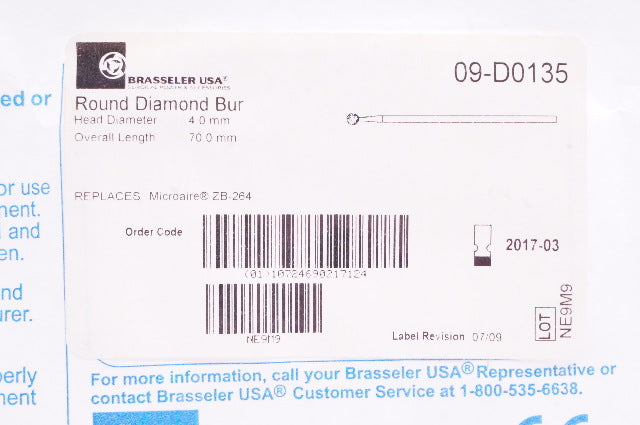 BRASSELER USA®
SURGICAL POWER & ACCESSORIES
09-D0135
Round Diamond Bur
Head Diameter 4.0 mm
Overall Length 70.0 mm
REPLACES: Microaire® ZB-264
Order Code
(01)10724690217124
2017-03
NE9M9
LOT NE9M9
Label Revision 07/09
ed or
or use
ment.
and
en.
nd
urer.
perly
ment
For more information, call your Brasseler USA® Representative or
contact Brasseler USA® Customer Service at 1-800-535-6638.